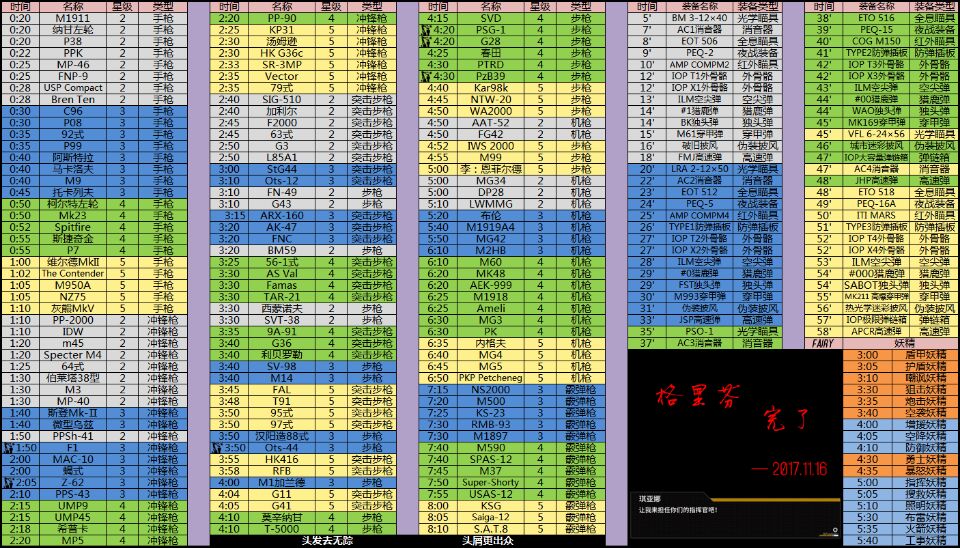 时间 名称 星级 类型
0:20 M1911 2 手枪
0:20 纳甘左轮 2 手枪
0:20 P38 2 手枪
0:22 PPK 2 手枪
0:25 MP-46 2 手枪
0:25 FNP-9 2 手枪
0:28 USP Compact 2 手枪
0:28 Bren Ten 2 手枪
0:30 C96 3 手枪
0:30 P08 3 手枪
0:35 92式 3 手枪
0:35 P99 3 手枪
0:40 阿斯特拉 3 手枪
0:40 马卡洛夫 3 手枪
0:40 M9 3 手枪
0:45 托卡列夫 3 手枪
0:50 柯尔特左轮 4 手枪
0:50 Mk23 4 手枪
0:52 Spitfire 4 手枪
0:55 斯捷奇金 4 手枪
0:55 P7 4 手枪
1:00 维尔德MkⅡ 5 手枪
1:02 The Contender 5 手枪
1:05 M950A 5 手枪
1:05 NZ75 5 手枪
1:10 灰熊MkV 5 手枪
1:10 PP-2000 2 冲锋枪
1:10 IDW 2 冲锋枪
1:20 m45 2 冲锋枪
1:20 Specter M4 2 冲锋枪
1:25 64式 2 冲锋枪
1:30 伯莱塔38型 2 冲锋枪
1:30 M3 2 冲锋枪
1:30 MP-40 2 冲锋枪
1:40 斯登Mk-Ⅱ 3 冲锋枪
1:40 微型乌兹 3 冲锋枪
1:50 PPSh-41 2 冲锋枪
1:50 F1 3 冲锋枪
2:00 MAC-10 3 冲锋枪
2:00 蝎式 3 冲锋枪
2:05 Z-62 3 冲锋枪
2:10 PPS-43 3 冲锋枪
2:15 UMP9 4 冲锋枪
2:15 UMP45 4 冲锋枪
2:18 希普卡 4 冲锋枪
2:20 MP5 4 冲锋枪
时间 名称 星级 类型
2:20 PP-90 4 冲锋枪
2:25 KP31 5 冲锋枪
2:30 汤姆逊 5 冲锋枪
2:30 HK G36c 5 冲锋枪
2:33 SR-3MP 5 冲锋枪
2:35 Vector 5 冲锋枪
2:35 79式 5 冲锋枪
2:40 SIG-510 2 突击步枪
2:40 加利尔 2 突击步枪
2:45 F2000 2 突击步枪
2:45 63式 2 突击步枪
2:50 G3 2 突击步枪
2:50 L85A1 2 突击步枪
3:00 StG44 3 突击步枪
3:10 Ots-12 3 突击步枪
3:10 FN-49 2 步枪
3:10 G43 2 步枪
3:15 ARX-160 3 突击步枪
3:20 AK-47 3 突击步枪
3:20 FNC 3 突击步枪
3:20 BM59 2 步枪
3:25 56-1式 4 突击步枪
3:30 AS Val 4 突击步枪
3:30 Famas 4 突击步枪
3:30 TAR-21 4 突击步枪
3:30 西蒙诺夫 2 步枪
3:30 SVT-38 2 步枪
3:35 9A-91 4 突击步枪
3:40 G36 4 突击步枪
3:40 利贝罗勒 4 突击步枪
3:40 SV-98 3 步枪
3:40 M14 3 步枪
3:45 FAL 5 突击步枪
3:48 T91 5 突击步枪
3:50 95式 5 突击步枪
3:50 97式 5 突击步枪
3:50 汉阳造88式 3 步枪
3:50 Ots-44 3 步枪
3:55 HK416 5 突击步枪
3:58 RFB 5 突击步枪
4:00 M1加兰德 3 步枪
4:04 G11 5 突击步枪
4:05 G41 5 突击步枪
4:10 莫辛纳甘 4 步枪
4:10 T-5000 4 步枪
头发去无踪
时间 名称 星级 类型
4:15 SVD 4 步枪
4:20 PSG-1 4 步枪
4:20 G28 4 步枪
4:25 春田 4 步枪
4:30 PTRD 4 步枪
4:30 PzB39 4 步枪
4:40 Kar98k 5 步枪
4:45 NTW-20 5 步枪
4:50 WA2000 5 步枪
4:50 AAT-52 2 机枪
4:50 FG42 2 机枪
4:52 IWS 2000 5 步枪
4:55 M99 5 步枪
5:00 李：恩菲尔德 5 步枪
5:00 MG34 2 机枪
5:00 DP28 2 机枪
5:10 LWMMG 2 机枪
5:20 布伦 3 机枪
5:40 M1919A4 3 机枪
5:50 MG42 3 机枪
6:10 M2HB 3 机枪
6:10 M60 4 机枪
6:20 MK48 4 机枪
6:20 AEK-999 4 机枪
6:25 M1918 4 机枪
6:25 Ameli 4 机枪
6:30 MG3 4 机枪
6:30 PK 4 机枪
6:35 内格夫 5 机枪
6:40 MG4 5 机枪
6:45 MG5 5 机枪
6:50 PKP Petcheneg 5 机枪
7:15 NS2000 3 霰弹枪
7:20 M500 3 霰弹枪
7:25 KS-23 3 霰弹枪
7:30 RMB-93 3 霰弹枪
7:30 M1897 3 霰弹枪
7:40 M590 4 霰弹枪
7:40 SPAS-12 4 霰弹枪
7:45 M37 4 霰弹枪
7:50 Super-Shorty 4 霰弹枪
7:55 USAS-12 4 霰弹枪
8:00 KSG 5 霰弹枪
8:05 Saiga-12 5 霰弹枪
8:10 S.A.T.8 5 霰弹枪
头屑更出众
时间 装备名称 装备类型
5' BM 3-12×40 光学瞄具
7' AC1消音器 消音器
8' EOT 506 全息瞄具
9' PEQ-2 夜战装备
10' AMP COMPM2 红外瞄具
12' IOP T1外骨骼 外骨骼
12' IOP X1外骨骼 外骨骼
13' ILM空尖弹 空尖弹
14' #1猎鹿弹 猎鹿弹
14' BK独头弹 独头弹
15' M61穿甲弹 穿甲弹
16' 破旧披风 伪装披风
18' FMJ高速弹 高速弹
20' LRA 2-12×50 光学瞄具
22' AC2消音器 消音器
23' EOT 512 全息瞄具
24' PEQ-5 夜战装备
25' AMP COMPM4 红外瞄具
26' TYPE1防弹插板 防弹插板
27' IOP T2外骨骼 外骨骼
27' IOP X2外骨骼 外骨骼
28' ILM空尖弹 空尖弹
29' #0猎鹿弹 猎鹿弹
29' FST独头弹 独头弹
30' M993穿甲弹 穿甲弹
31' 伪装披风 伪装披风
33' JSP高速弹 高速弹
35' PSO-1 光学瞄具
37' AC3消音器 消音器
格里芬
完了
—2017.11.16
琪亚娜
让我来担任你们的指挥官吧！
时间 装备名称 装备类型
38' ETO 516 全息瞄具
39' PEQ-15 夜战装备
40' COG M150 红外瞄具
41' TYPE2防弹插板 防弹插板
42' IOP T3外骨骼 外骨骼
42' IOP X3外骨骼 外骨骼
43' ILM空尖弹 空尖弹
44' #00猎鹿弹 猎鹿弹
44' WAO独头弹 独头弹
45' MK169穿甲弹 穿甲弹
45' VFL 6-24×56 光学瞄具
46' 城市迷彩披风 伪装披风
47' IOP大容量弹链箱 弹链箱
47' AC4消音器 消音器
48' JHP高速弹 高速弹
48' ETO 518 全息瞄具
49' PEQ-16A 夜战装备
50' ITI MARS 红外瞄具
51' TYPE3防弹插板 防弹插板
52' IOP T4外骨骼 外骨骼
52' IOP X4外骨骼 外骨骼
53' ILM空尖弹 空尖弹
54' #000猎鹿弹 猎鹿弹
54' SABOT独头弹 独头弹
55' MK211高爆穿甲弹 穿甲弹
56' 热光学迷彩披风 伪装披风
57' IOP极限弹链箱 弹链箱
58' APCR高速弹 高速弹
FAIRY 妖精
3:00 盾甲妖精
3:05 护盾妖精
3:10 嘲讽妖精
3:30 狙击妖精
3:35 炮击妖精
3:40 空袭妖精
4:00 增援妖精
4:05 空降妖精
4:10 防御妖精
4:30 勇士妖精
4:35 暴怒妖精
5:00 指挥妖精
5:05 搜救妖精
5:10 照明妖精
5:30 布雷妖精
5:35 火箭妖精
5:40 工事妖精